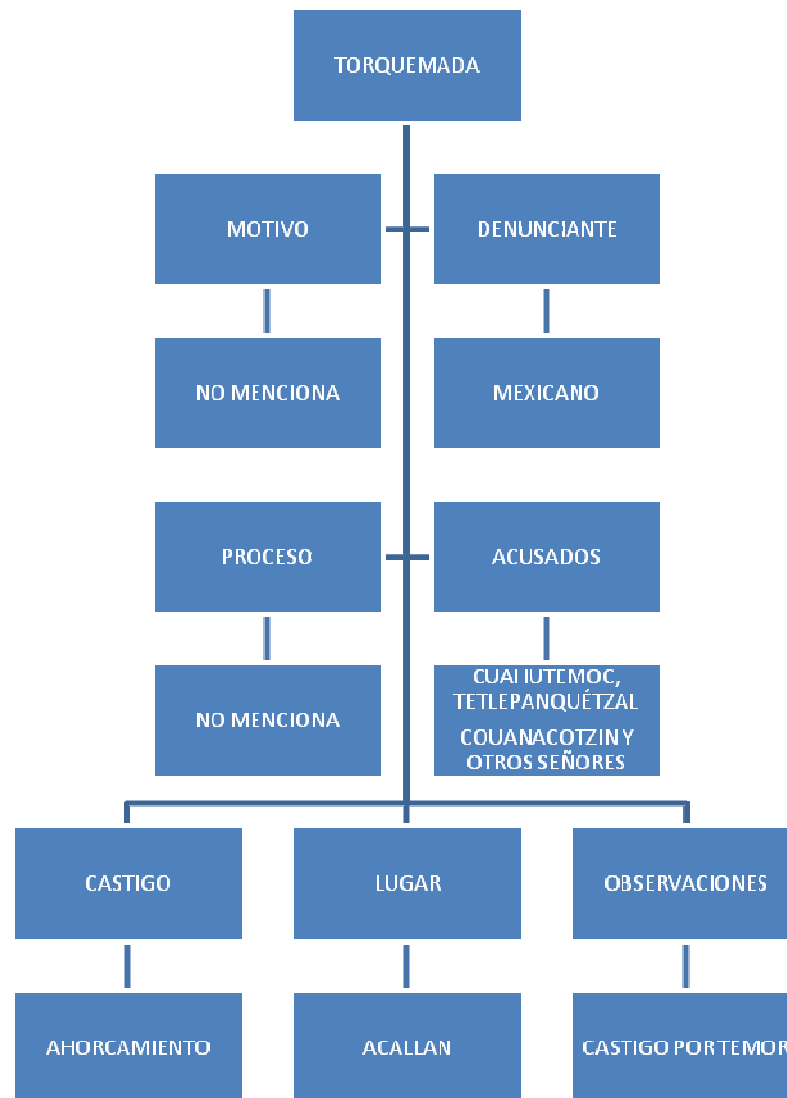 TORQUEMADA
MOTIVO
DENUNCIANTE
NO MENCIONA
MEXICANO
PROCESO
ACUSADOS
NO MENCIONA
CUAHUTEMOC,
TETLEPANQUÉTZAL
COUANACOTZIN Y
OTROS SEÑORES
CASTIGO
LUGAR
OBSERVACIONES
AHORCAMIENTO
ACALLAN
CASTIGO POR TEMOR